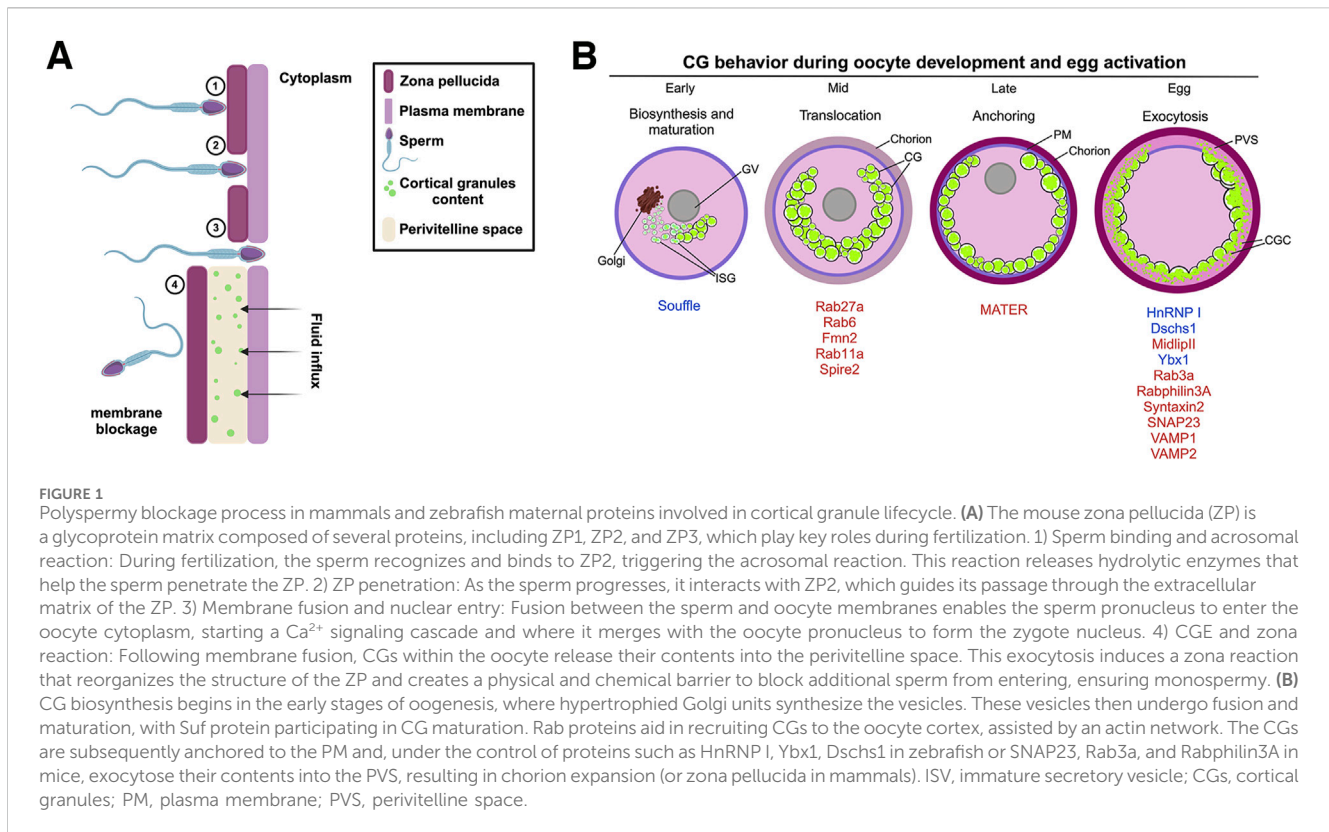 A
1
2
3
4
Cytoplasm
membrane
blockage
Fluid influx
Zona pellucida
Plasma membrane
Sperm
Cortical granules
content
Perivitelline space
B
CG behavior during oocyte development and egg activation
Early Mid Late Egg
Biosynthesis and
maturation
Translocation
Anchoring
Exocytosis
GV
Golgi
ISG
Chorion
CG
PM
Chorion
PVS
CGC
Souffle
Rab27a
Rab6
Fmn2
Rab11a
Spire2
MATER
HnRNP I
Dschs1
MidlipII
Ybx1
Rab3a
Rabphilin3A
Syntaxin2
SNAP23
VAMP1
VAMP2
FIGURE 1
Polyspermy blockage process in mammals and zebrafish maternal proteins involved in cortical granule lifecycle. (A) The mouse zona pellucida (ZP) is
a glycoprotein matrix composed of several proteins, including ZP1, ZP2, and ZP3, which play key roles during fertilization. 1) Sperm binding and acrosomal
reaction: During fertilization, the sperm recognizes and binds to ZP2, triggering the acrosomal reaction. This reaction releases hydrolytic enzymes that
help the sperm penetrate the ZP. 2) ZP penetration: As the sperm progresses, it interacts with ZP2, which guides its passage through the extracellular
matrix of the ZP. 3) Membrane fusion and nuclear entry: Fusion between the sperm and oocyte membranes enables the sperm pronucleus to enter the
oocyte cytoplasm, starting a Ca²⁺ signaling cascade and where it merges with the oocyte pronucleus to form the zygote nucleus. 4) CGE and zona
reaction: Following membrane fusion, CGs within the oocyte release their contents into the perivitelline space. This exocytosis induces a zona reaction
that reorganizes the structure of the ZP and creates a physical and chemical barrier to block additional sperm from entering, ensuring monospermy. (B)
CG biosynthesis begins in the early stages of oogenesis, where hypertrophied Golgi units synthesize the vesicles. These vesicles then undergo fusion and
maturation, with Suf protein participating in CG maturation. Rab proteins aid in recruiting CGs to the oocyte cortex, assisted by an actin network. The CGs
are subsequently anchored to the PM and, under the control of proteins such as HnRNP I, Ybx1, Dschs1 in zebrafish or SNAP23, Rab3a, and Rabphilin3A in
mice, exocytose their contents into the PVS, resulting in chorion expansion (or zona pellucida in mammals). ISV, immature secretory vesicle; CGs, cortical
granules; PM, plasma membrane; PVS, perivitelline space.